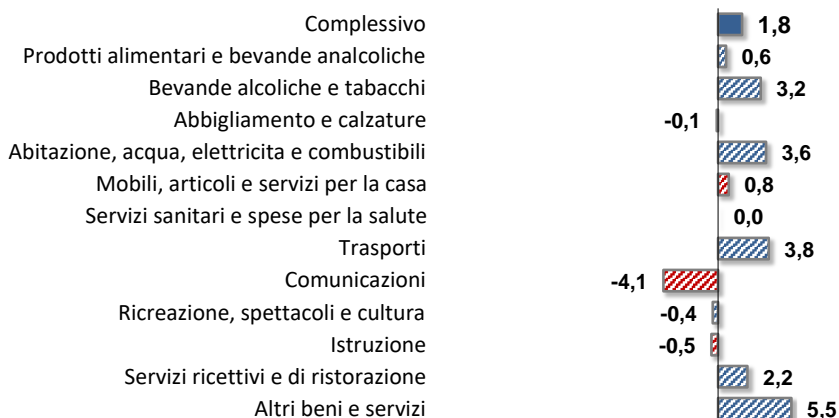 Complessivo 1,8
Prodotti alimentari e bevande analcoliche 0,6
Bevande alcoliche e tabacchi 3,2
Abbigliamento e calzature -0,1
Abitazione, acqua, elettricita e combustibili 3,6
Mobili, articoli e servizi per la casa 0,8
Servizi sanitari e spese per la salute 0,0
Trasporti 3,8
Comunicazioni -4,1
Ricreazione, spettacoli e cultura -0,4
Istruzione -0,5
Servizi ricettivi e di ristorazione 2,2
Altri beni e servizi 5,5